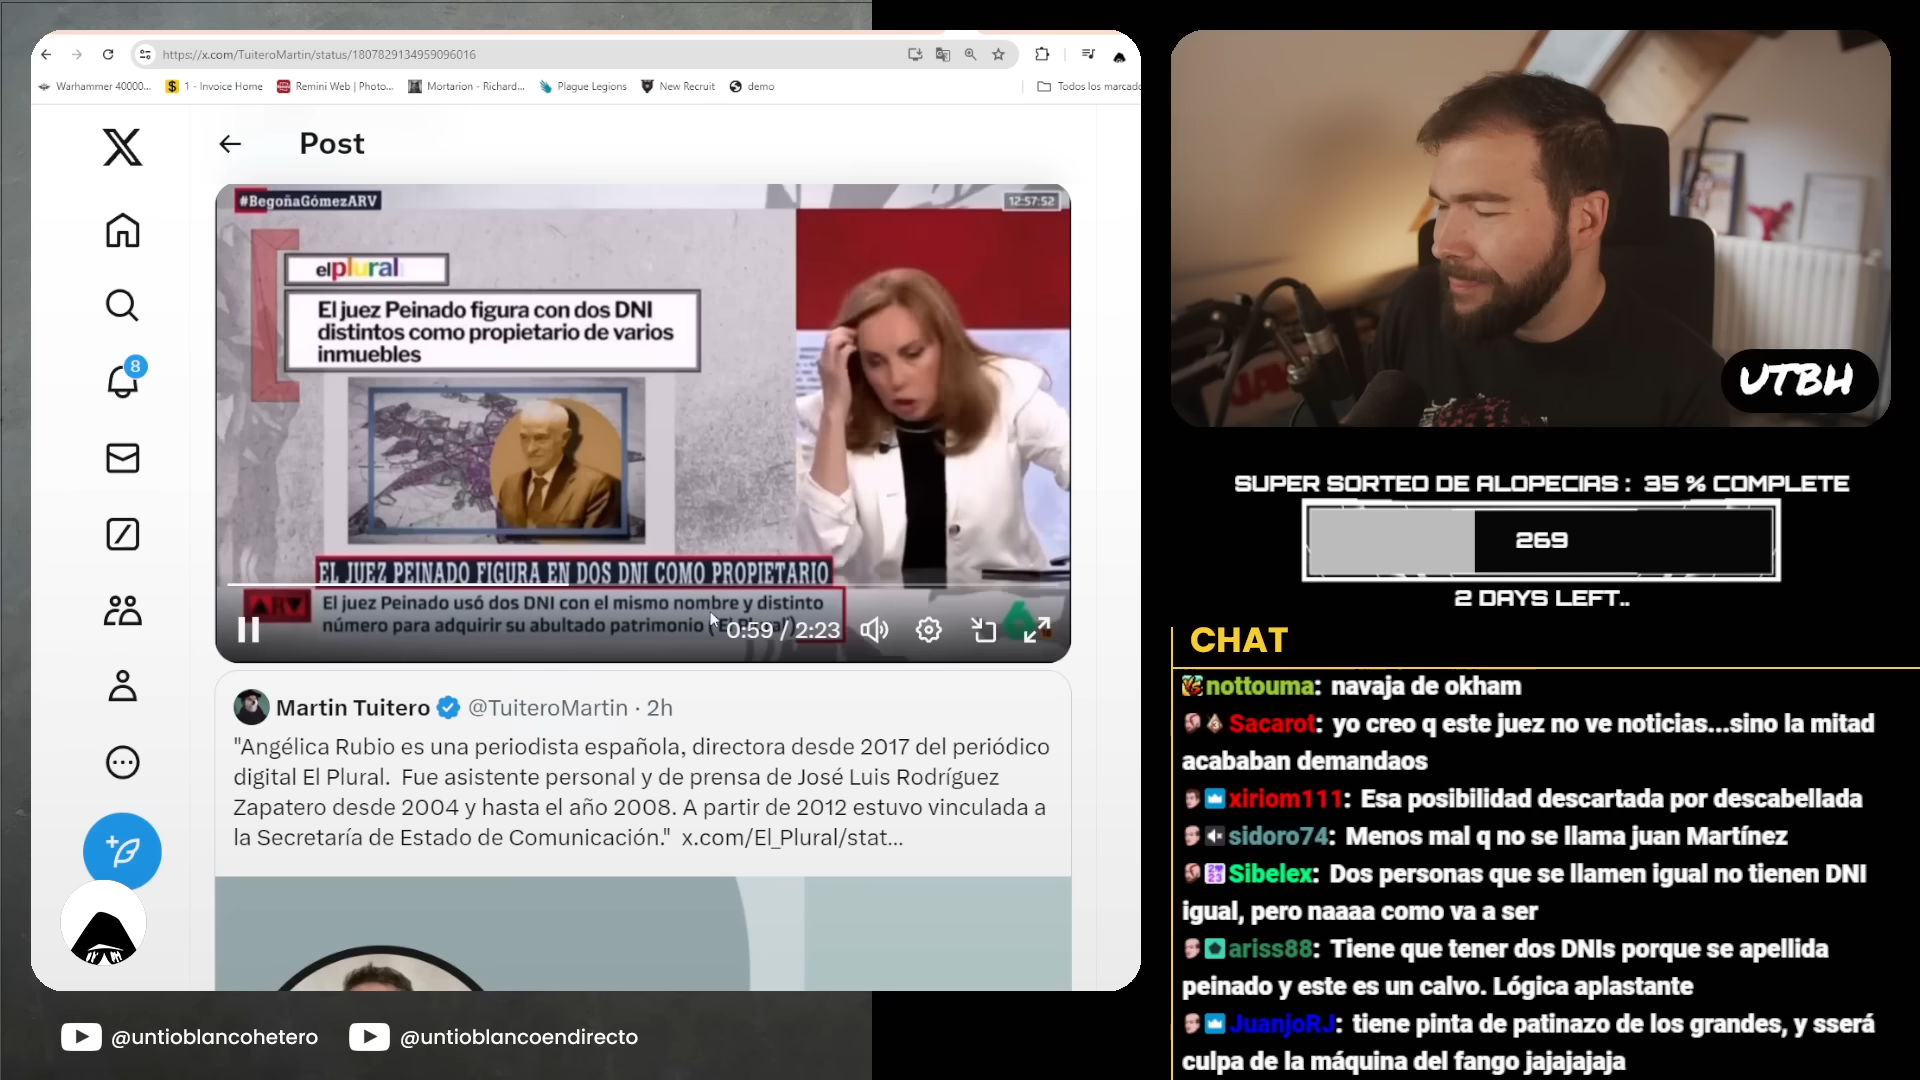 https://x.com/TuiteroMartin/status/1807829134959096016
Warhammer 40000...
1 - Invoice Home
Remini Web | Photo...
Mortarion - Richard...
Plague Legions
New Recruit
demo
Todos los marcado
Post
8
#BegoñaGómezARV
12:57:52
elplural
El juez Peinado figura con dos DNI
distintos como propietario de varios
inmuebles
EL JUEZ PEINADO FIGURA EN DOS DNI COMO PROPIETARIO
ARV
El juez Peinado usó dos DNI con el mismo nombre y distinto
número para adquirir su abultado patrimonio
0:59 / 2:23
Martin Tuitero @TuiteroMartin · 2h
"Angélica Rubio es una periodista española, directora desde 2017 del periódico
digital El Plural. Fue asistente personal y de prensa de José Luis Rodríguez
Zapatero desde 2004 y hasta el año 2008. A partir de 2012 estuvo vinculada a
la Secretaría de Estado de Comunicación." x.com/El_Plural/stat...
@untioblancohetero
@untioblancoendirecto
UTBH
SUPER SORTEO DE ALOPECIAS : 35 % COMPLETE
269
2 DAYS LEFT..
CHAT
nottouma: navaja de okham
Sacarot: yo creo q este juez no ve noticias...sino la mitad
acababan demandaos
xiriom111: Esa posibilidad descartada por descabellada
sidoro74: Menos mal q no se llama juan Martínez
Sibelex: Dos personas que se llamen igual no tienen DNI
igual, pero naaaa como va a ser
ariss88: Tiene que tener dos DNIs porque se apellida
peinado y este es un calvo. Lógica aplastante
JuanjoRJ: tiene pinta de patinazo de los grandes, y sserá
culpa de la máquina del fango jajajajaja